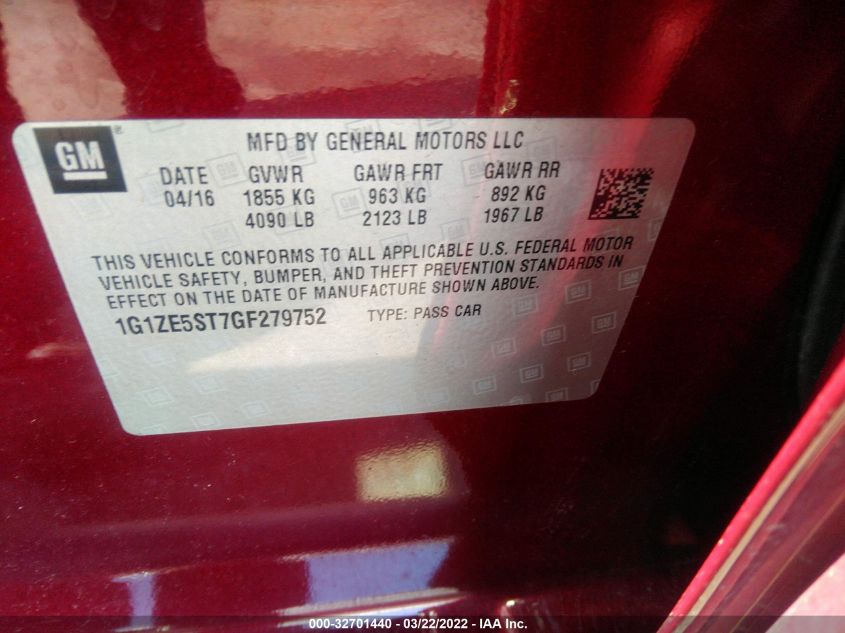 GM
MFD BY GENERAL MOTORS LLC
DATE GVWR GAWR FRT GAWR RR
04/16 1855 KG 963 KG 892 KG
4090 LB 2123 LB 1967 LB
THIS VEHICLE CONFORMS TO ALL APPLICABLE U.S. FEDERAL MOTOR
VEHICLE SAFETY, BUMPER, AND THEFT PREVENTION STANDARDS IN
EFFECT ON THE DATE OF MANUFACTURE SHOWN ABOVE.
1G1ZE5ST7GF279752 TYPE: PASS CAR
000-32701440 - 03/22/2022 - IAA Inc.